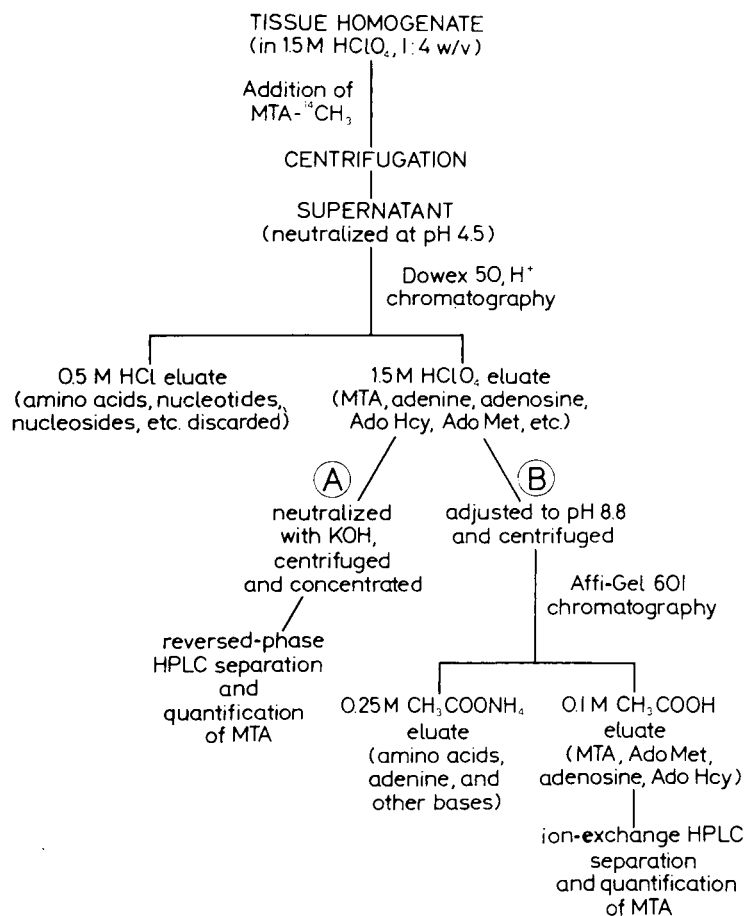 TISSUE HOMOGENATE
(in 1.5 M HClO₄, 1:4 w/v)
Addition of
MTA-¹⁴CH₃
CENTRIFUGATION
SUPERNATANT
(neutralized at pH 4.5)
Dowex 50, H⁺
chromatography
0.5 M HCl eluate
(amino acids, nucleotides,
nucleosides, etc. discarded)
1.5 M HClO₄ eluate
(MTA, adenine, adenosine,
Ado Hcy, Ado Met, etc.)
A
neutralized
with KOH,
centrifuged
and concentrated
reversed-phase
HPLC separation
and
quantification
of MTA
B
adjusted to pH 8.8
and centrifuged
Affi-Gel 601
chromatography
0.25 M CH₃COONH₄
eluate
(amino acids,
adenine, and
other bases)
0.1 M CH₃COOH
eluate
(MTA, Ado Met,
adenosine, Ado Hcy)
ion-exchange HPLC
separation
and quantification
of MTA